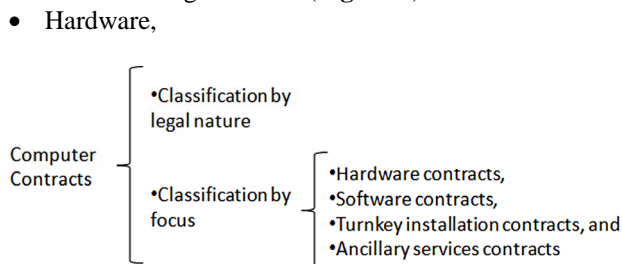 • Hardware,
•Classification by
legal nature
Computer
Contracts
•Classification by
focus
•Hardware contracts,
•Software contracts,
•Turnkey installation contracts, and
•Ancillary services contracts